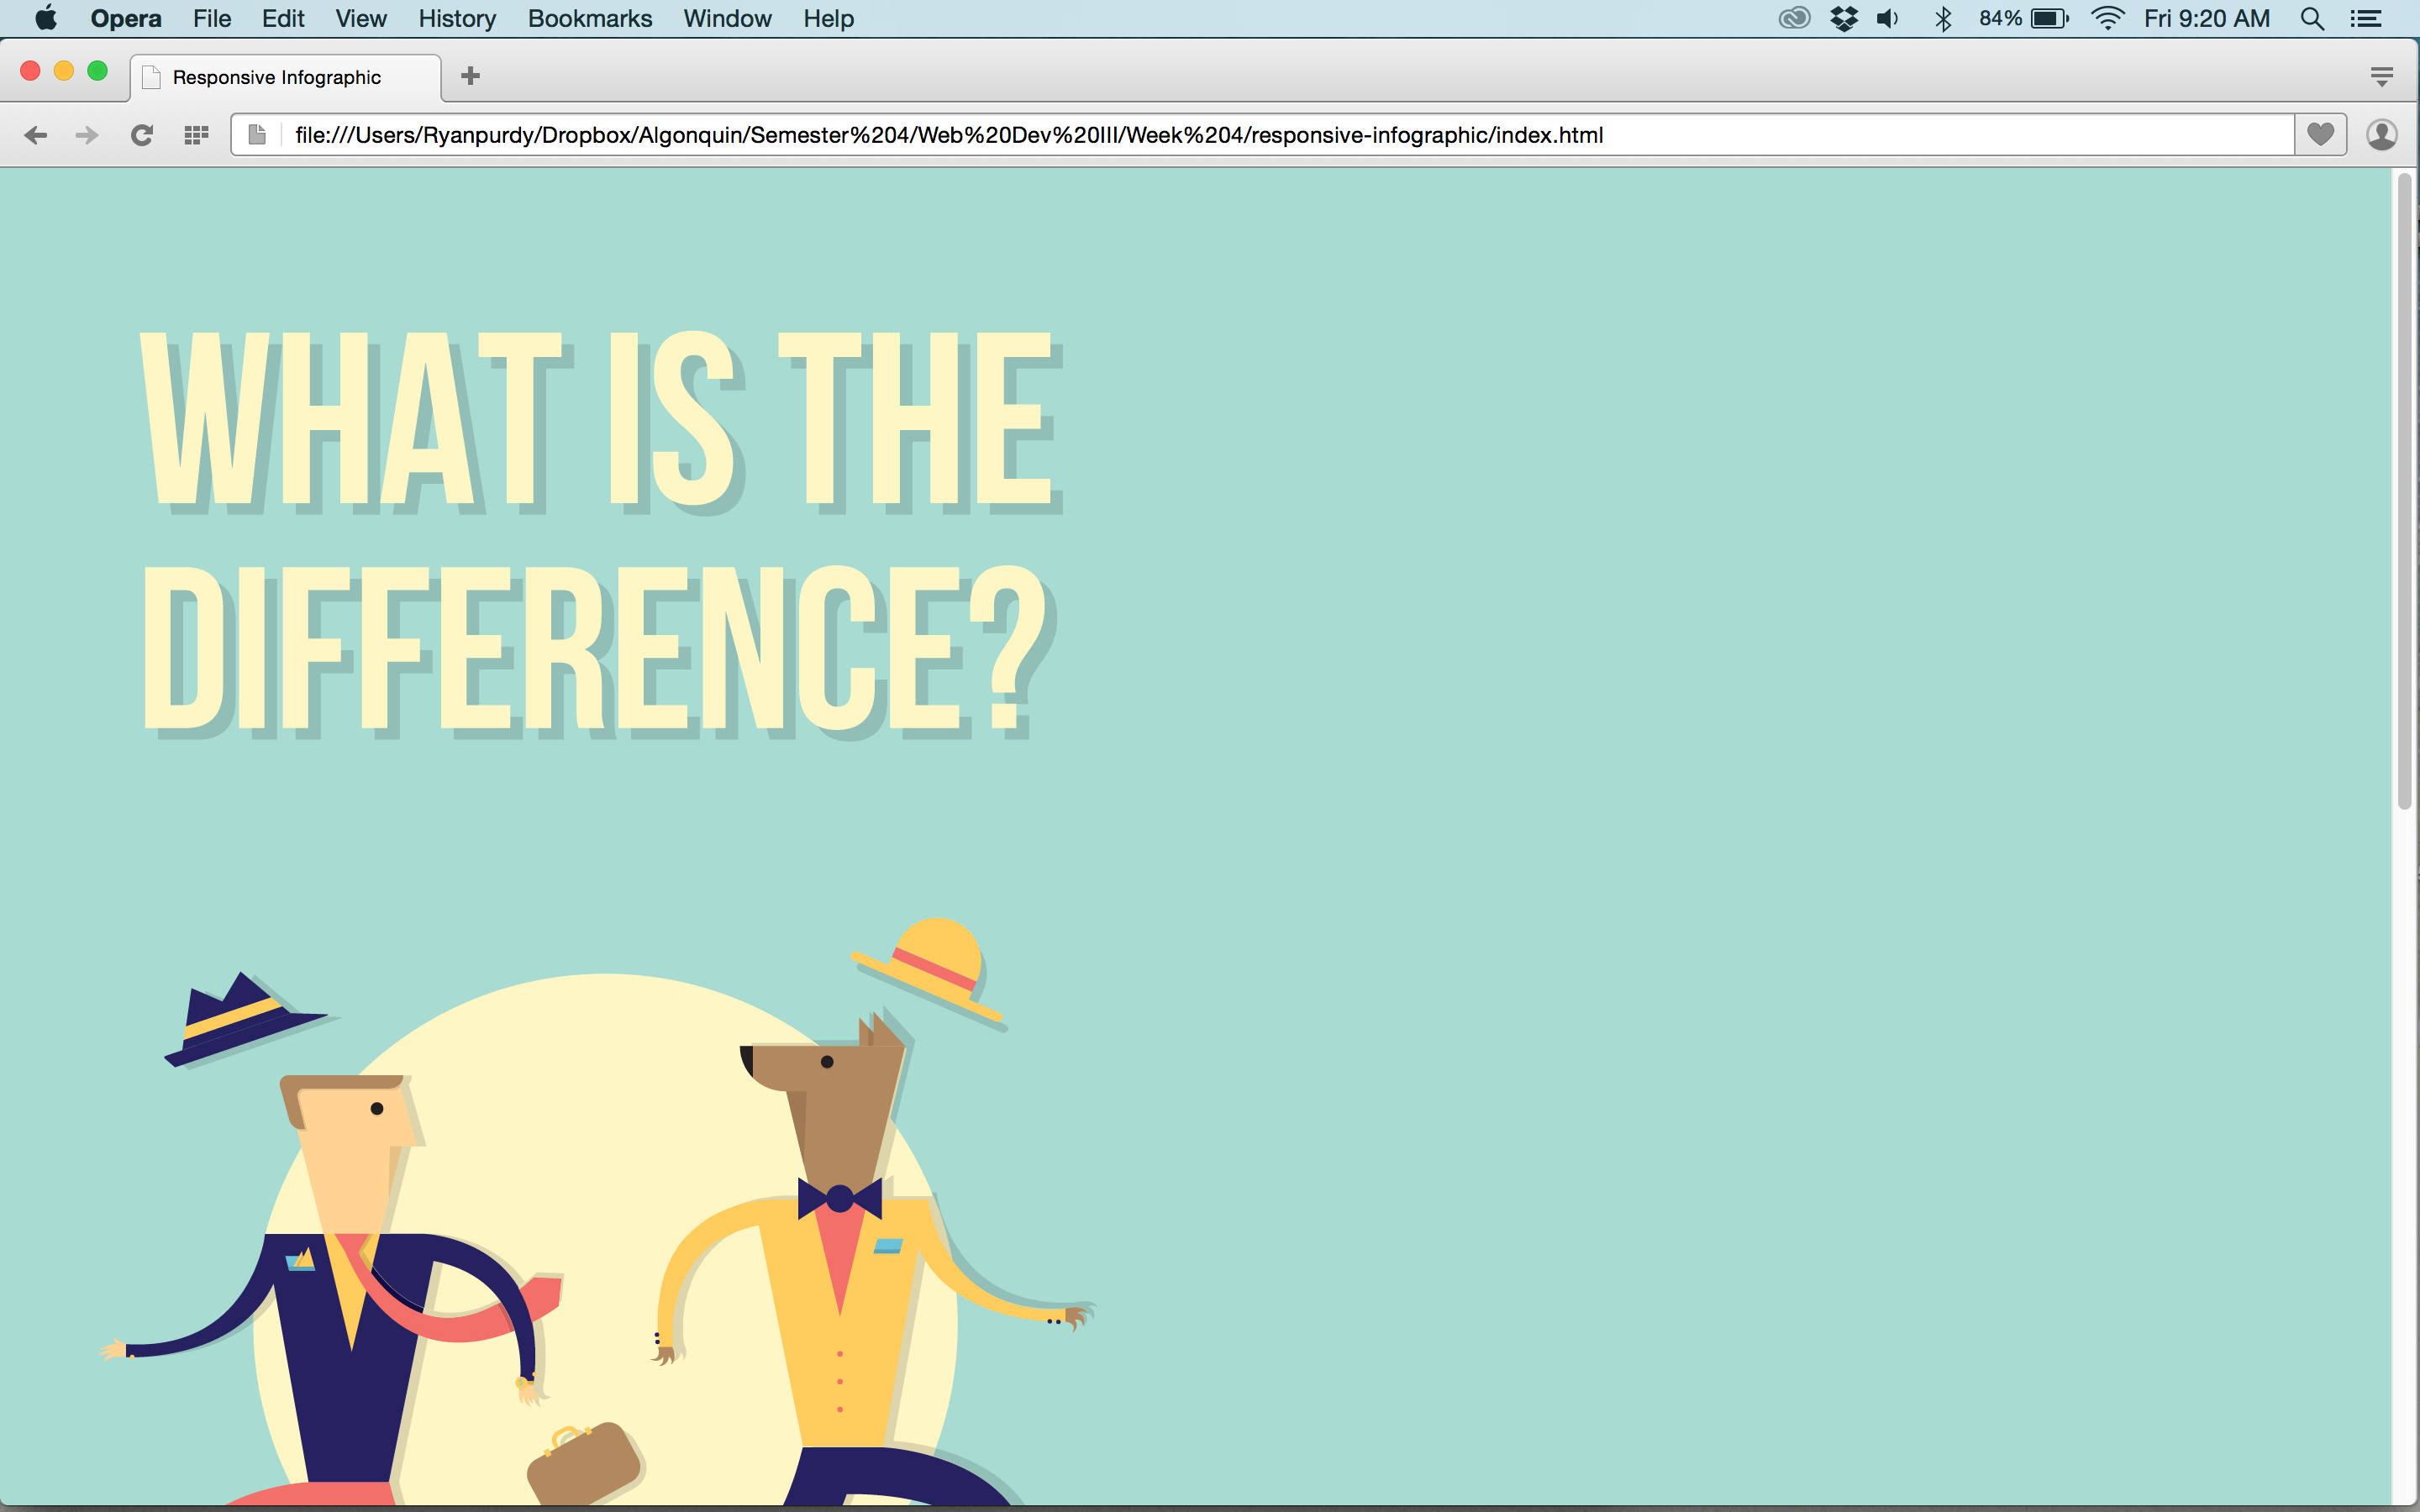 Opera File Edit View History Bookmarks Window Help 84% Fri 9:20 AM
Responsive Infographic
file:///Users/Ryanpurdy/Dropbox/Algonquin/Semester%204/Web%20Dev%20III/Week%204/responsive-infographic/index.html
WHAT IS THE
DIFFERENCE?